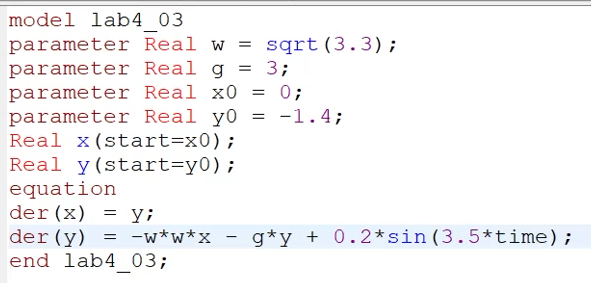 model lab4_03
parameter Real w = sqrt(3.3);
parameter Real g = 3;
parameter Real x0 = 0;
parameter Real y0 = -1.4;
Real x(start=x0);
Real y(start=y0);
equation
der(x) = y;
der(y) = -w*w*x - g*y + 0.2*sin(3.5*time);
end lab4_03;